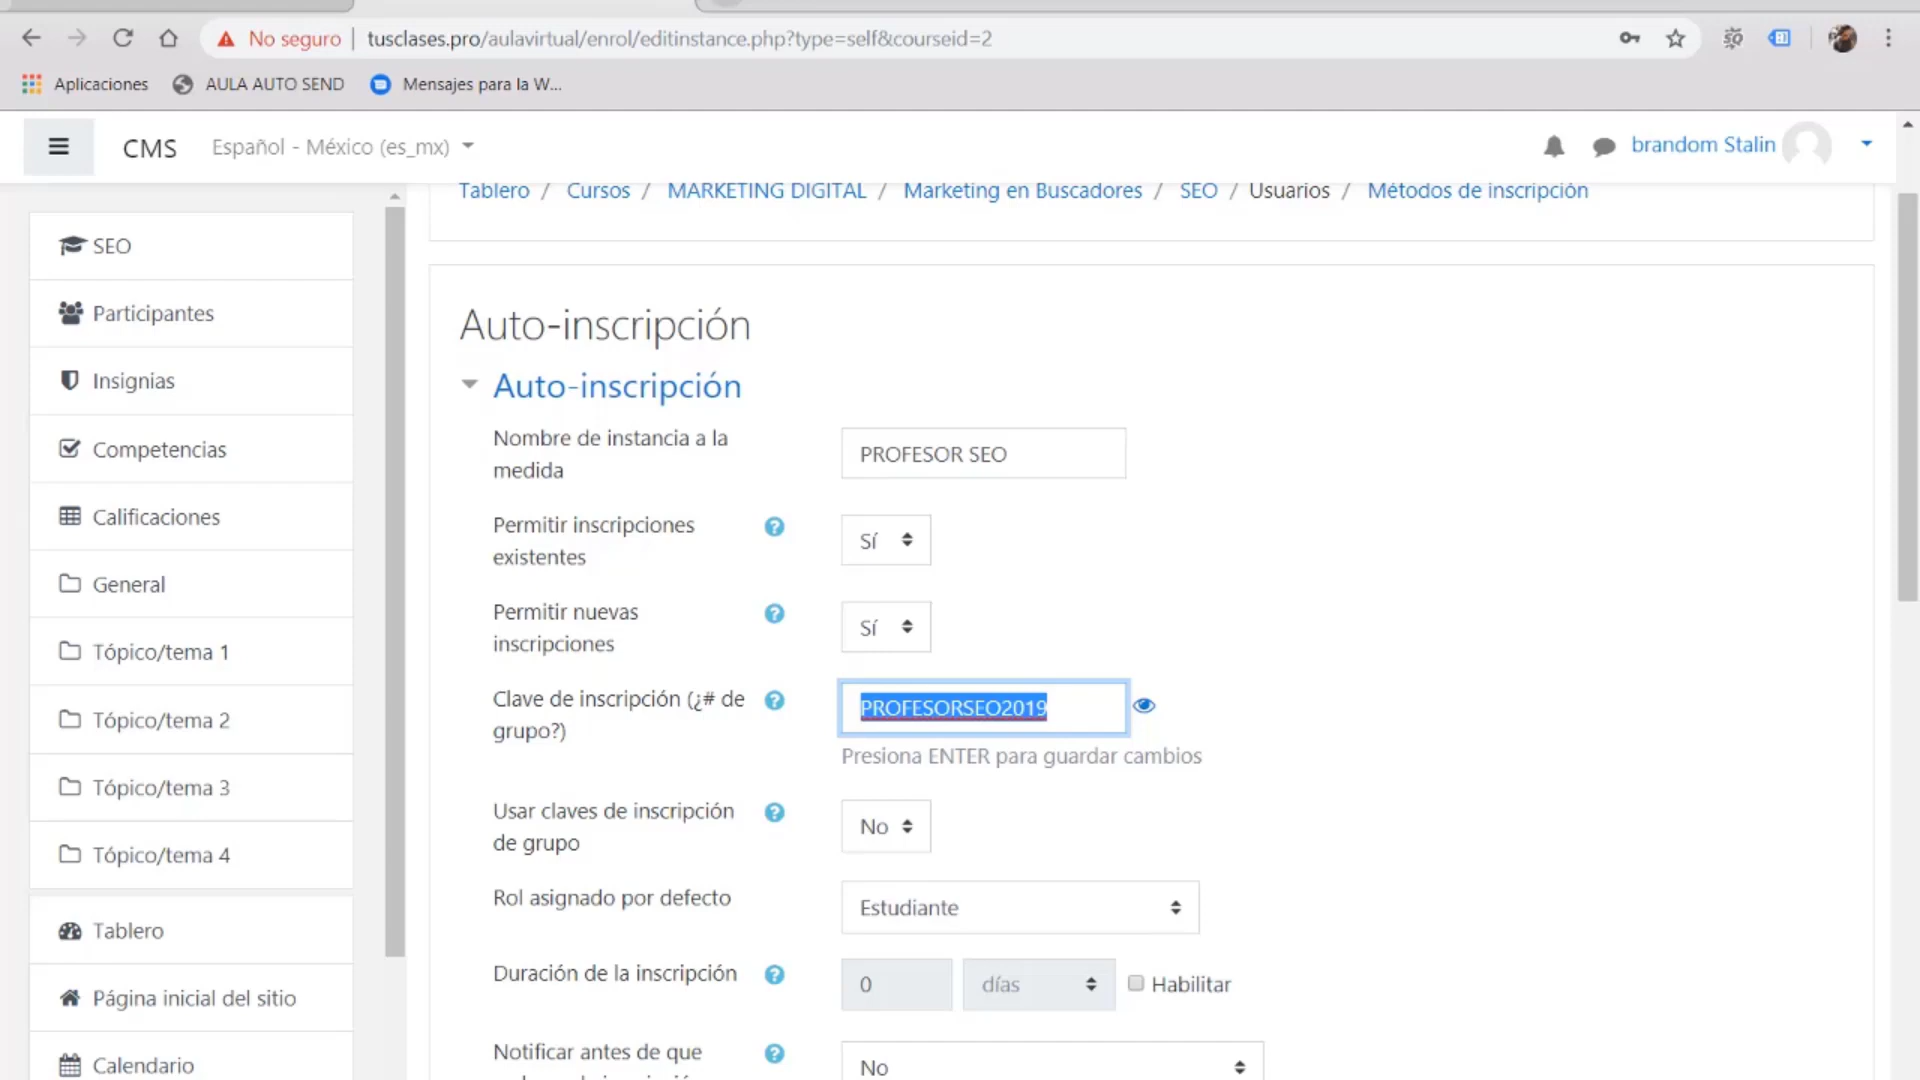 No seguro | tusclases.pro/aulavirtual/enrol/editinstance.php?type=self&courseid=2
Aplicaciones AULA AUTO SEND Mensajes para la W...
CMS Español - México (es_mx) brandom Stalin
Tablero / Cursos / MARKETING DIGITAL / Marketing en Buscadores / SEO / Usuarios / Métodos de inscripción
SEO
Participantes
Insignias
Competencias
Calificaciones
General
Tópico/tema 1
Tópico/tema 2
Tópico/tema 3
Tópico/tema 4
Tablero
Página inicial del sitio
Calendario
Auto-inscripción
Auto-inscripción
Nombre de instancia a la
medida
PROFESOR SEO
Permitir inscripciones
existentes
Sí
Permitir nuevas
inscripciones
Sí
Clave de inscripción (¿# de
grupo?)
PROFESORSEO2019
Presiona ENTER para guardar cambios
Usar claves de inscripción
de grupo
No
Rol asignado por defecto
Estudiante
Duración de la inscripción
0 días Habilitar
Notificar antes de que
No